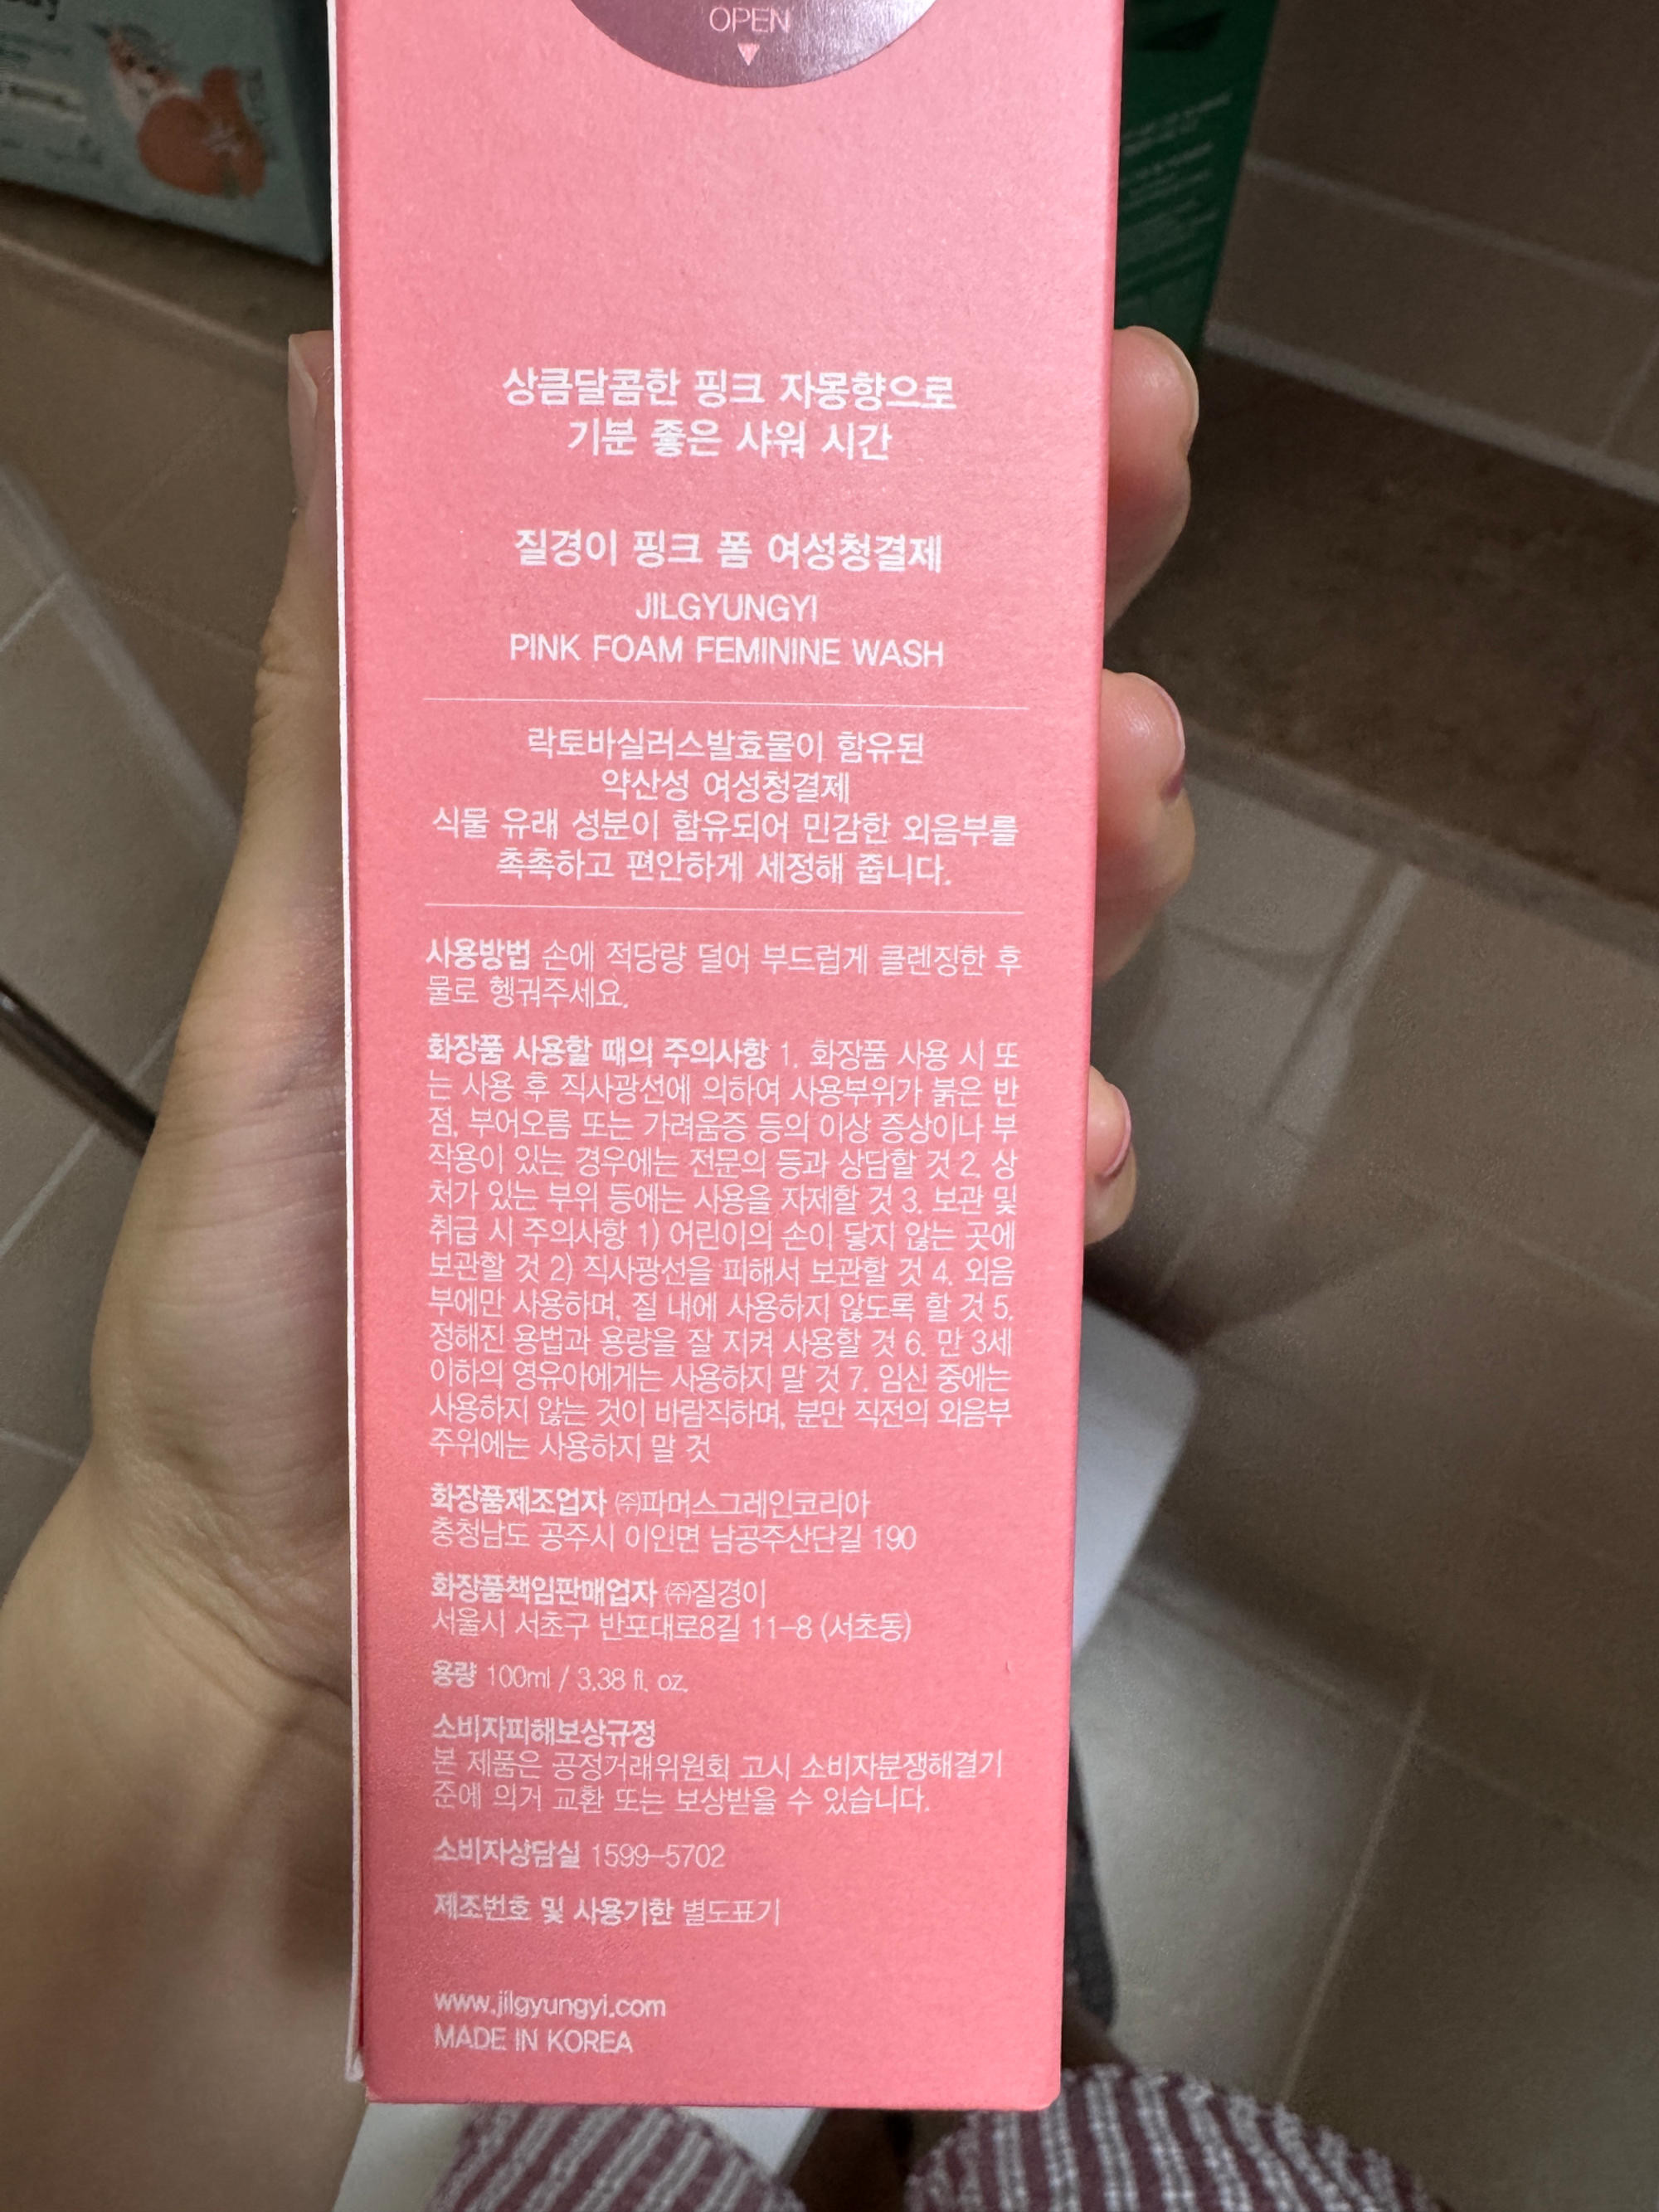 OPEN
상큼달콤한 핑크 자몽향으로
기분 좋은 샤워 시간
질경이 핑크 폼 여성청결제
JILGYUNGYI
PINK FOAM FEMININE WASH
락토바실러스발효물이 함유된
약산성 여성청결제
식물 유래 성분이 함유되어 민감한 외음부를
촉촉하고 편안하게 세정해 줍니다.
사용방법 손에 적당량 덜어 부드럽게 클렌징한 후
물로 헹궈주세요.
화장품 사용할 때의 주의사항 1. 화장품 사용 시 또
는 사용 후 직사광선에 의하여 사용부위가 붉은 반
점, 부어오름 또는 가려움증 등의 이상 증상이나 부
작용이 있는 경우에는 전문의 등과 상담할 것 2. 상
처가 있는 부위 등에는 사용을 자제할 것 3. 보관 및
취급 시 주의사항 1) 어린이의 손이 닿지 않는 곳에
보관할 것 2) 직사광선을 피해서 보관할 것 4. 외음
부에만 사용하며, 질 내에 사용하지 않도록 할 것 5.
정해진 용법과 용량을 잘 지켜 사용할 것 6. 만 3세
이하의 영유아에게는 사용하지 말 것 7. 임신 중에는
사용하지 않는 것이 바람직하며, 분만 직전의 외음부
주위에는 사용하지 말 것
화장품제조업자 ㈜파머스그레인코리아
충청남도 공주시 이인면 남공주산단길 190
화장품책임판매업자 ㈜질경이
서울시 서초구 반포대로8길 11-8 (서초동)
용량 100ml / 3.38 fl. oz.
소비자피해보상규정
본 제품은 공정거래위원회 고시 소비자분쟁해결기
준에 의거 교환 또는 보상받을 수 있습니다.
소비자상담실 1599-5702
제조번호 및 사용기한 별도표기
www.jilgyungyi.com
MADE IN KOREA